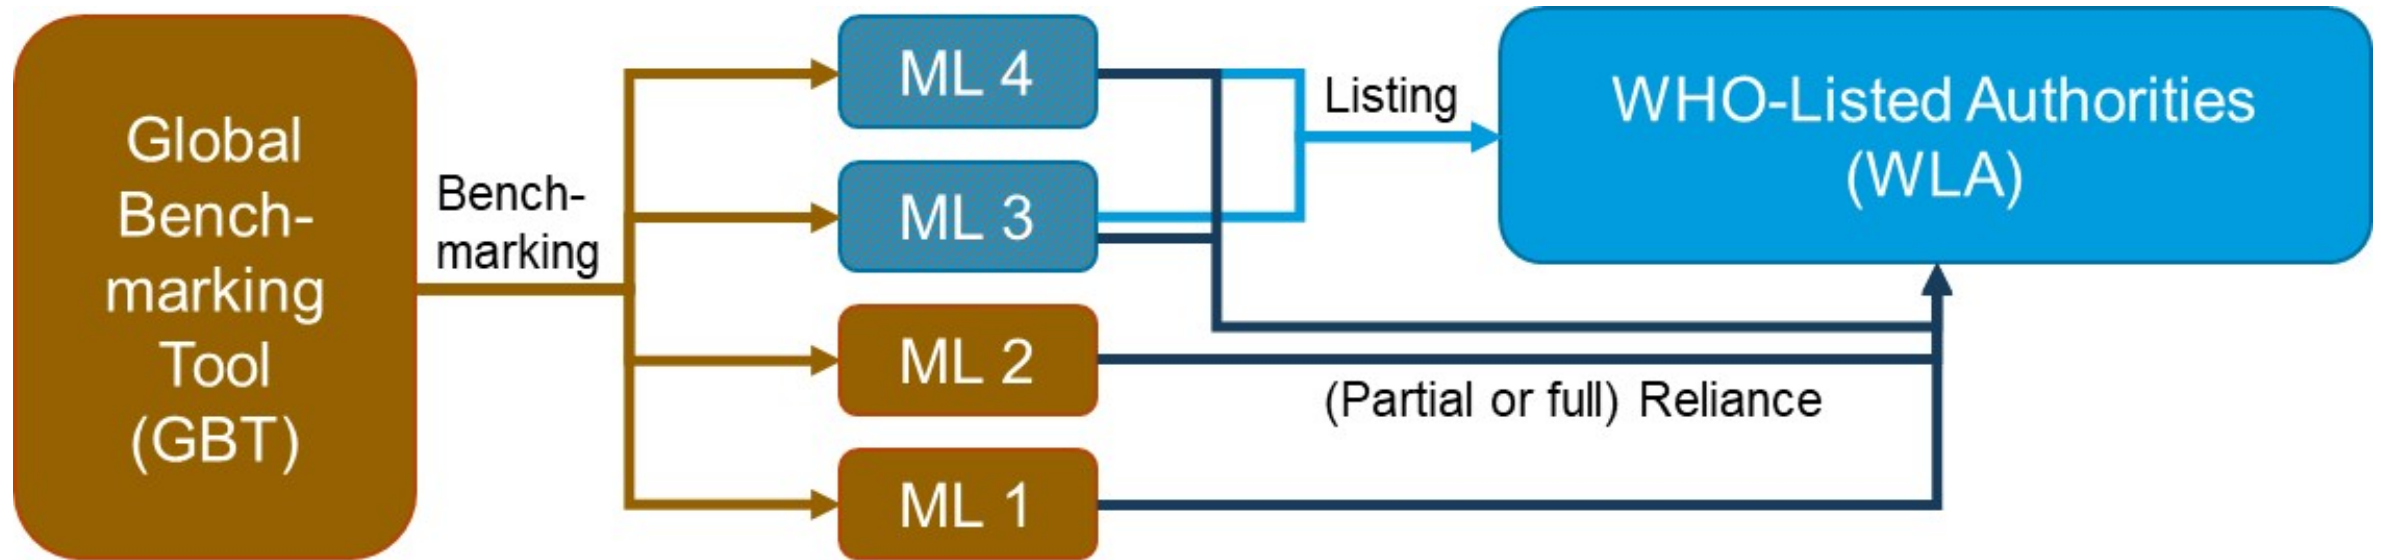 Global
Bench-
marking
Tool
(GBT)
Bench-
marking
ML 4
ML 3
ML 2
ML 1
Listing
WHO-Listed Authorities
(WLA)
(Partial or full) Reliance